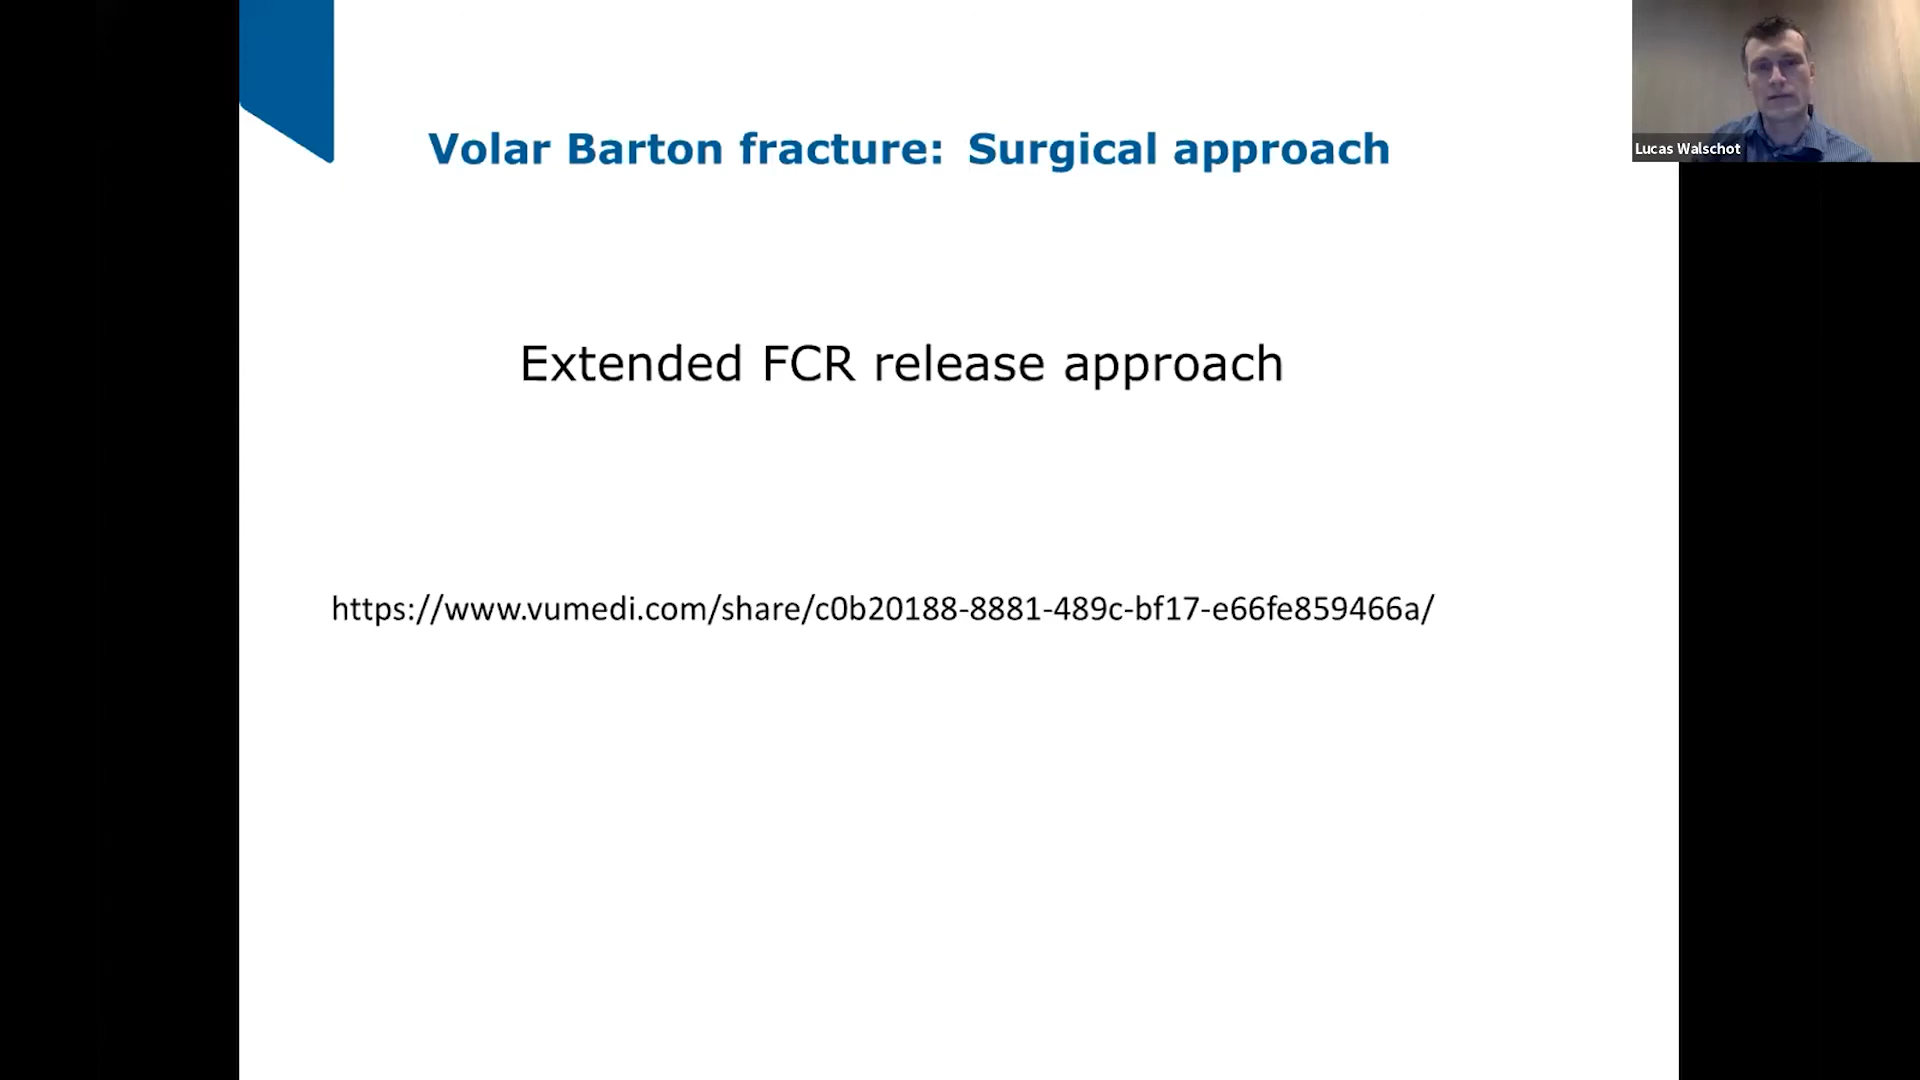 Volar Barton fracture: Surgical approach
Lucas Walschot
Extended FCR release approach
https://www.vumedi.com/share/c0b20188-8881-489c-bf17-e66fe859466a/